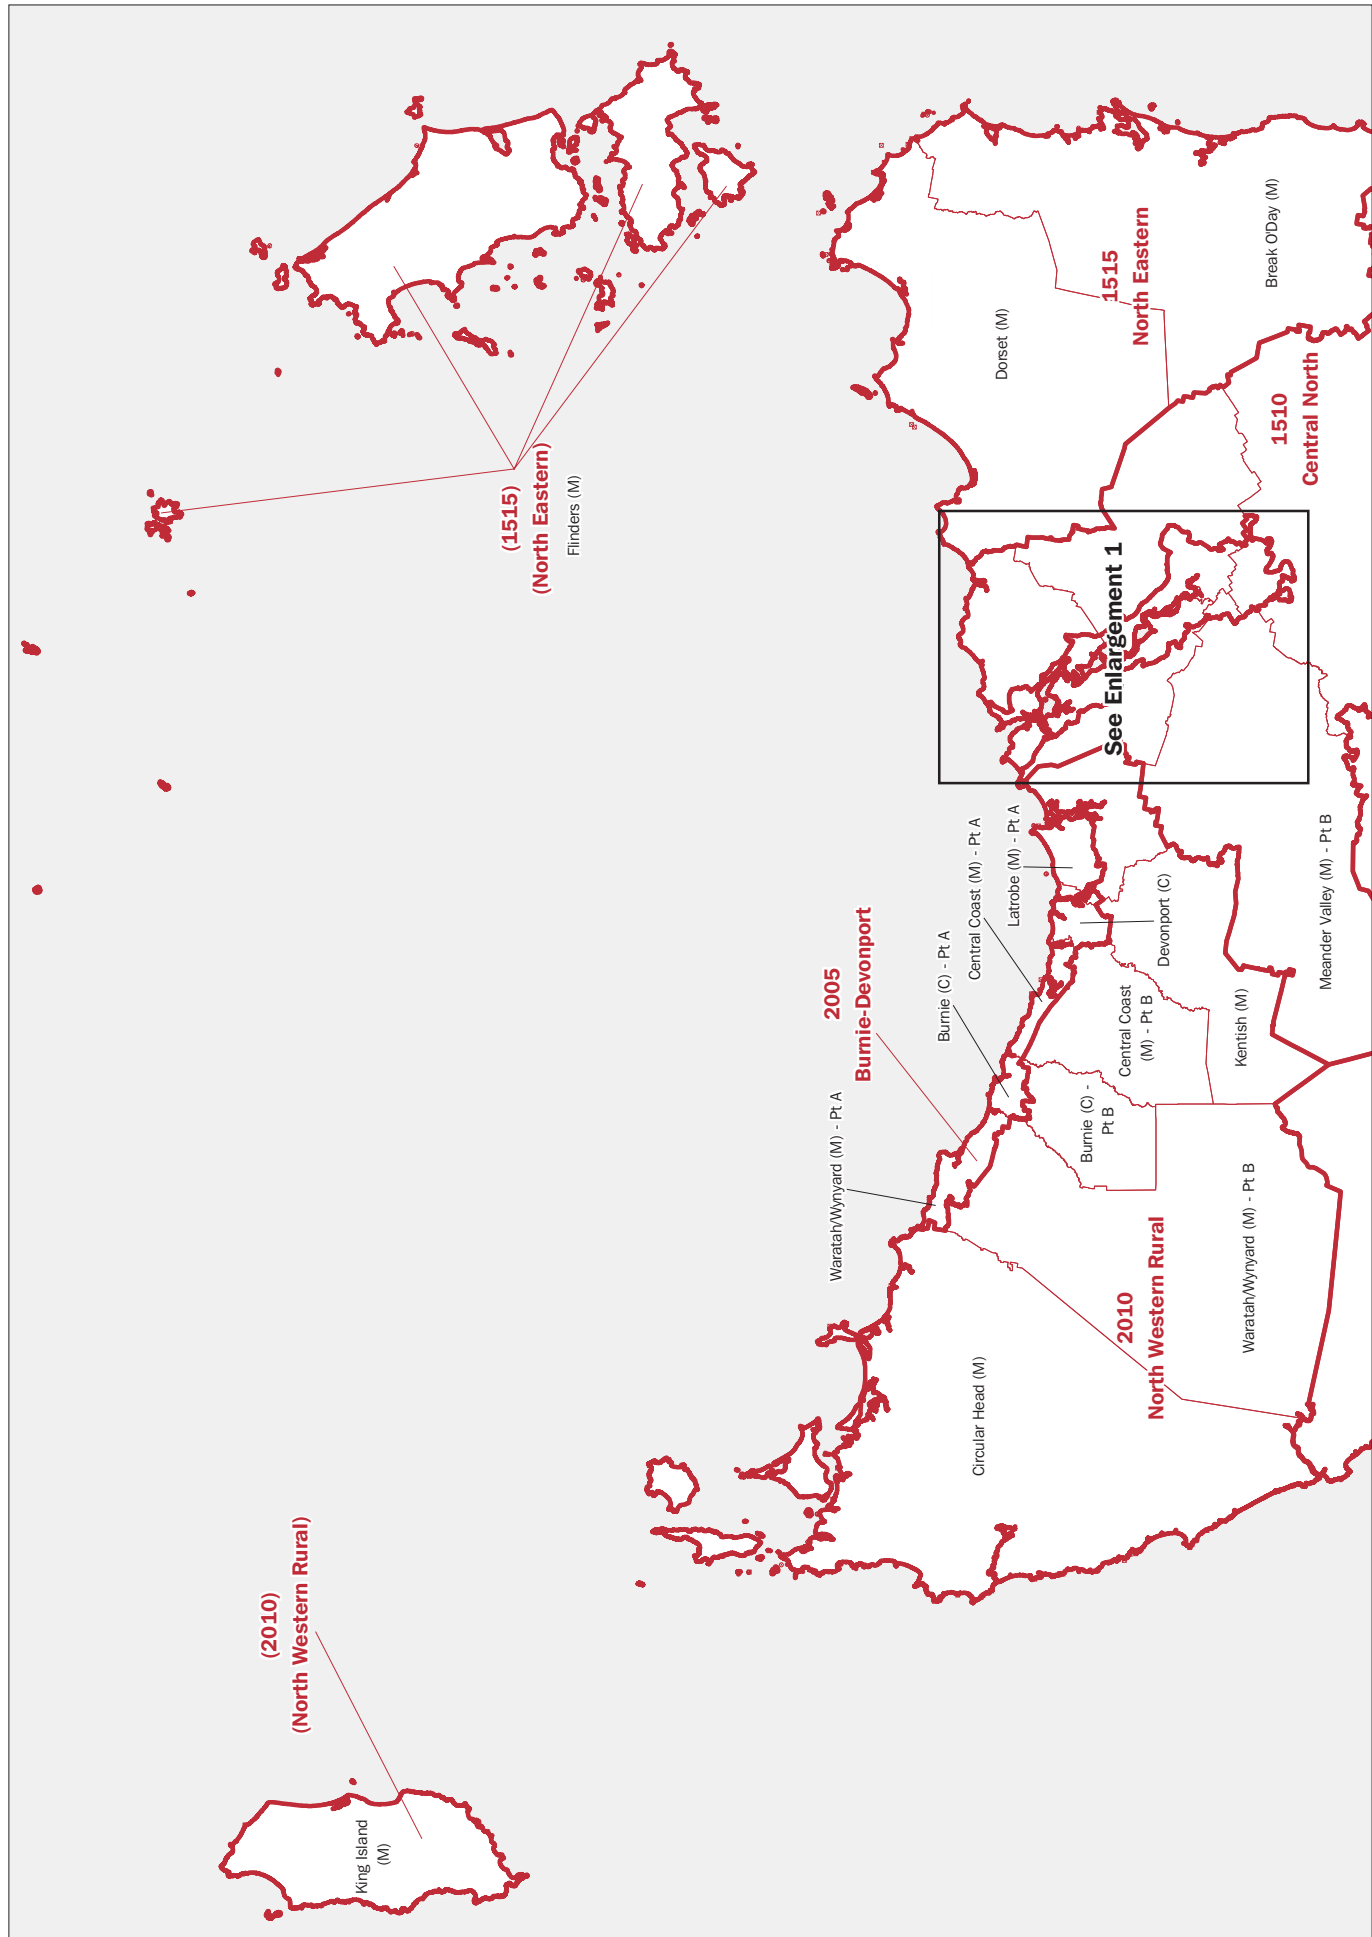 (2010)
(North Western Rural)
King Island
(M)
(1515)
(North Eastern)
Flinders (M)
2005
Burnie-Devonport
Waratah/Wynyard (M) - Pt A
Burnie (C) - Pt A
Central Coast (M) - Pt A
Latrobe (M) - Pt A
Circular Head (M)
Dorset (M)
See Enlargement 1
1515
North Eastern
Burnie (C) -
Pt B
Central Coast
(M) - Pt B
Devonport (C)
2010
North Western Rural
Waratah/Wynyard (M) - Pt B
Kentish (M)
Break O'Day (M)
1510
Central North
Meander Valley (M) - Pt B